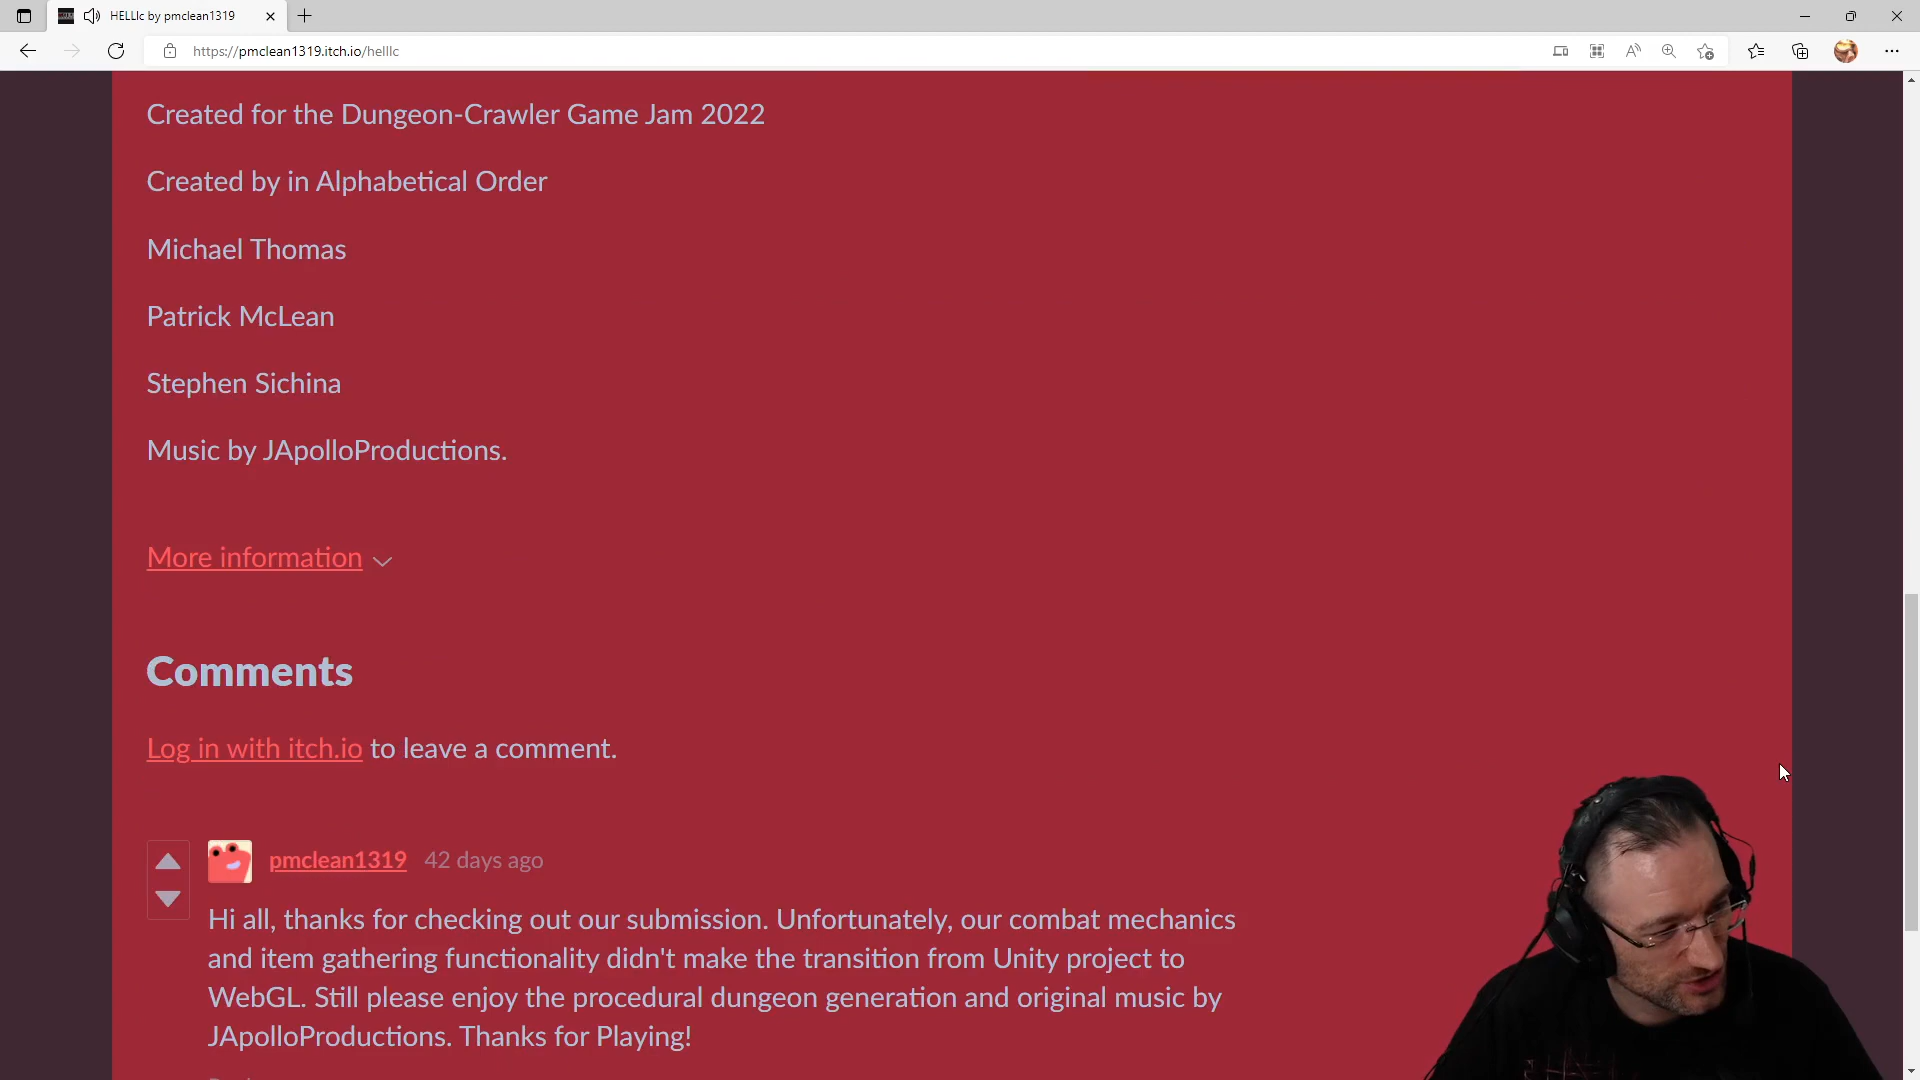 HELLIc by pmclean1319
https://pmclean1319.itch.io/helllc
Created for the Dungeon-Crawler Game Jam 2022
Created by in Alphabetical Order
Michael Thomas
Patrick McLean
Stephen Sichina
Music by JApolloProductions.
More information
Comments
Log in with itch.io to leave a comment.
pmclean1319 42 days ago
Hi all, thanks for checking out our submission. Unfortunately, our combat mechanics
and item gathering functionality didn't make the transition from Unity project to
WebGL. Still please enjoy the procedural dungeon generation and original music by
JApolloProductions. Thanks for Playing!